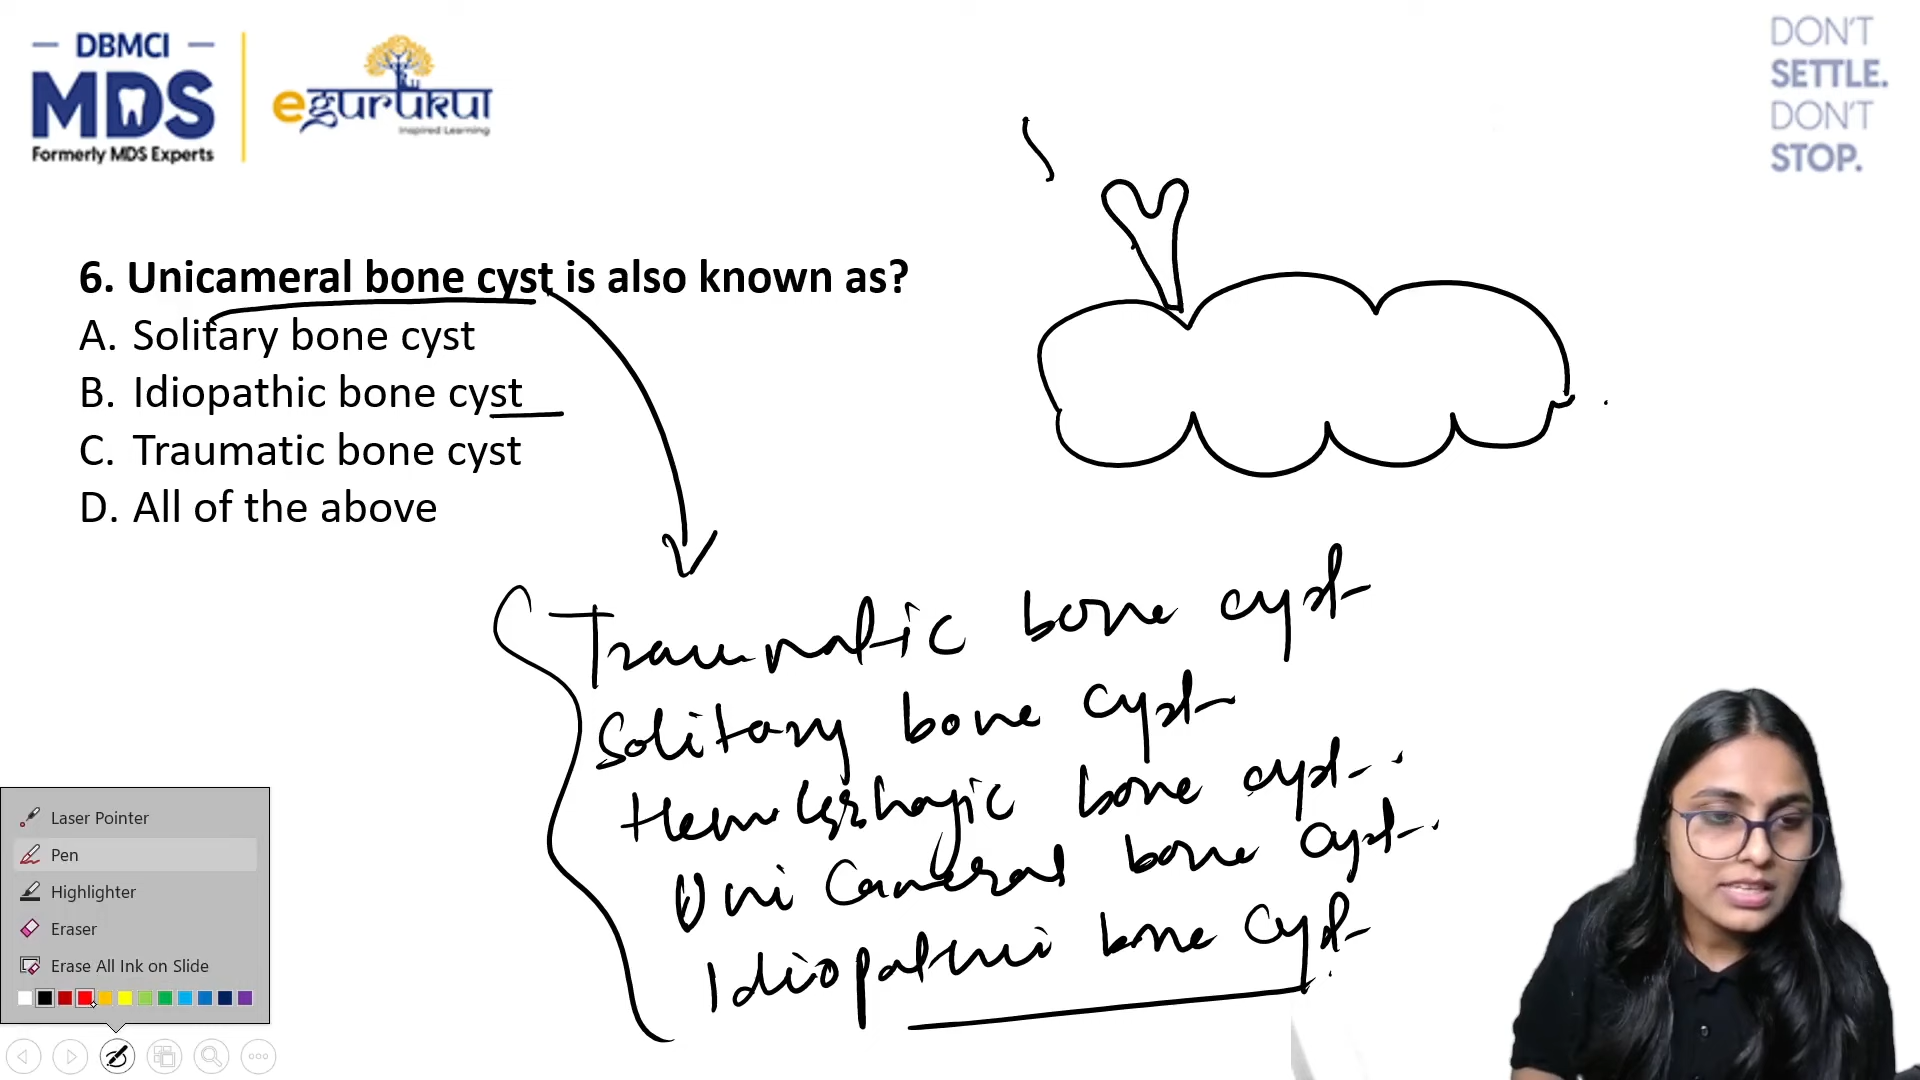 DBMCI
MDS
Formerly MDS Experts
egurukul
Inspired Learning
DON'T
SETTLE.
DON'T
STOP.
6. Unicameral bone cyst is also known as?
A. Solitary bone cyst
B. Idiopathic bone cyst
C. Traumatic bone cyst
D. All of the above
Traumatic bone cyst
Solitary bone cyst
bone cyst
Uni Cameral bone cyst
Idiopathic bone cyst
Laser Pointer
Pen
Highlighter
Eraser
Erase All Ink on Slide